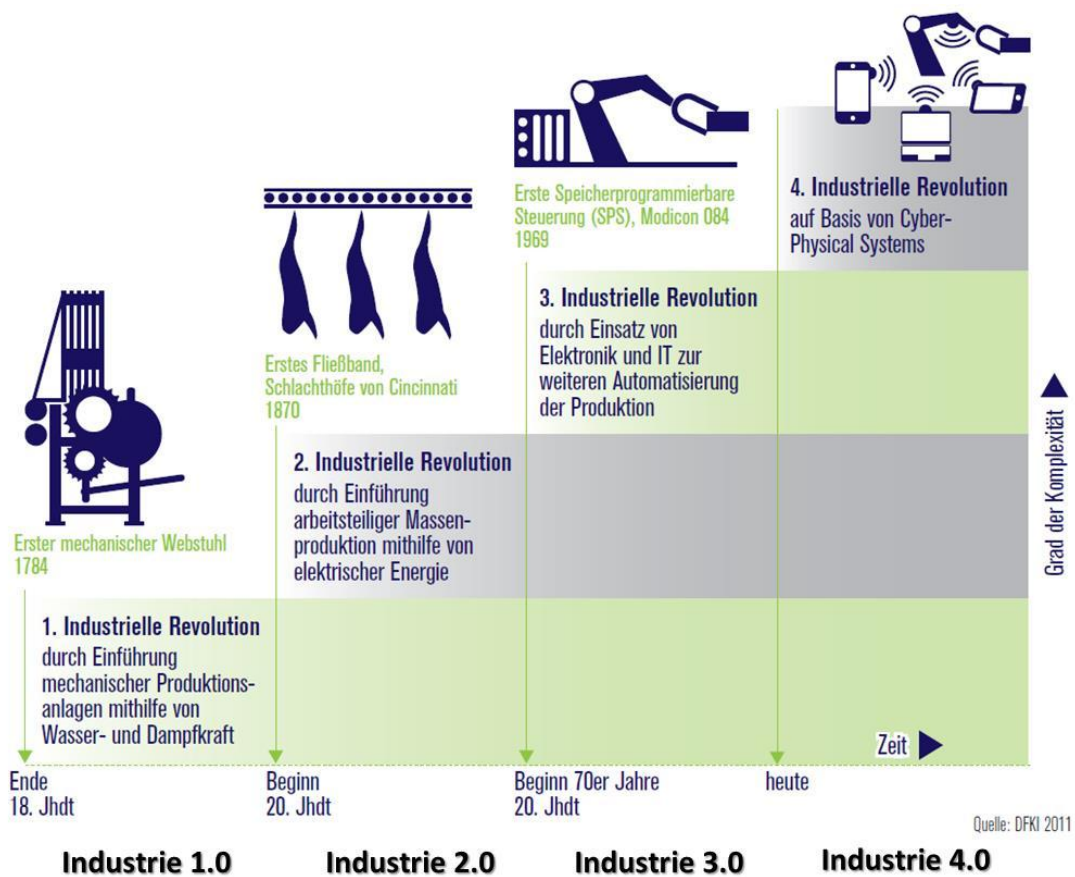 Erste Speicherprogrammierbare
Steuerung (SPS), Modicon 084
1969
4. Industrielle Revolution
auf Basis von Cyber-
Physical Systems
3. Industrielle Revolution
durch Einsatz von
Elektronik und IT zur
weiteren Automatisierung
der Produktion
Erstes Fließband,
Schlachthöfe von Cincinnati
1870
2. Industrielle Revolution
durch Einführung
arbeitsteiliger Massen-
produktion mithilfe von
elektrischer Energie
Erster mechanischer Webstuhl
1784
1. Industrielle Revolution
durch Einführung
mechanischer Produktions-
anlagen mithilfe von
Wasser- und Dampfkraft
Grad der Komplexität
Zeit
Ende
18. Jhdt
Beginn
20. Jhdt
Beginn 70er Jahre
20. Jhdt
heute
Quelle: DFKI 2011
Industrie 1.0
Industrie 2.0
Industrie 3.0
Industrie 4.0